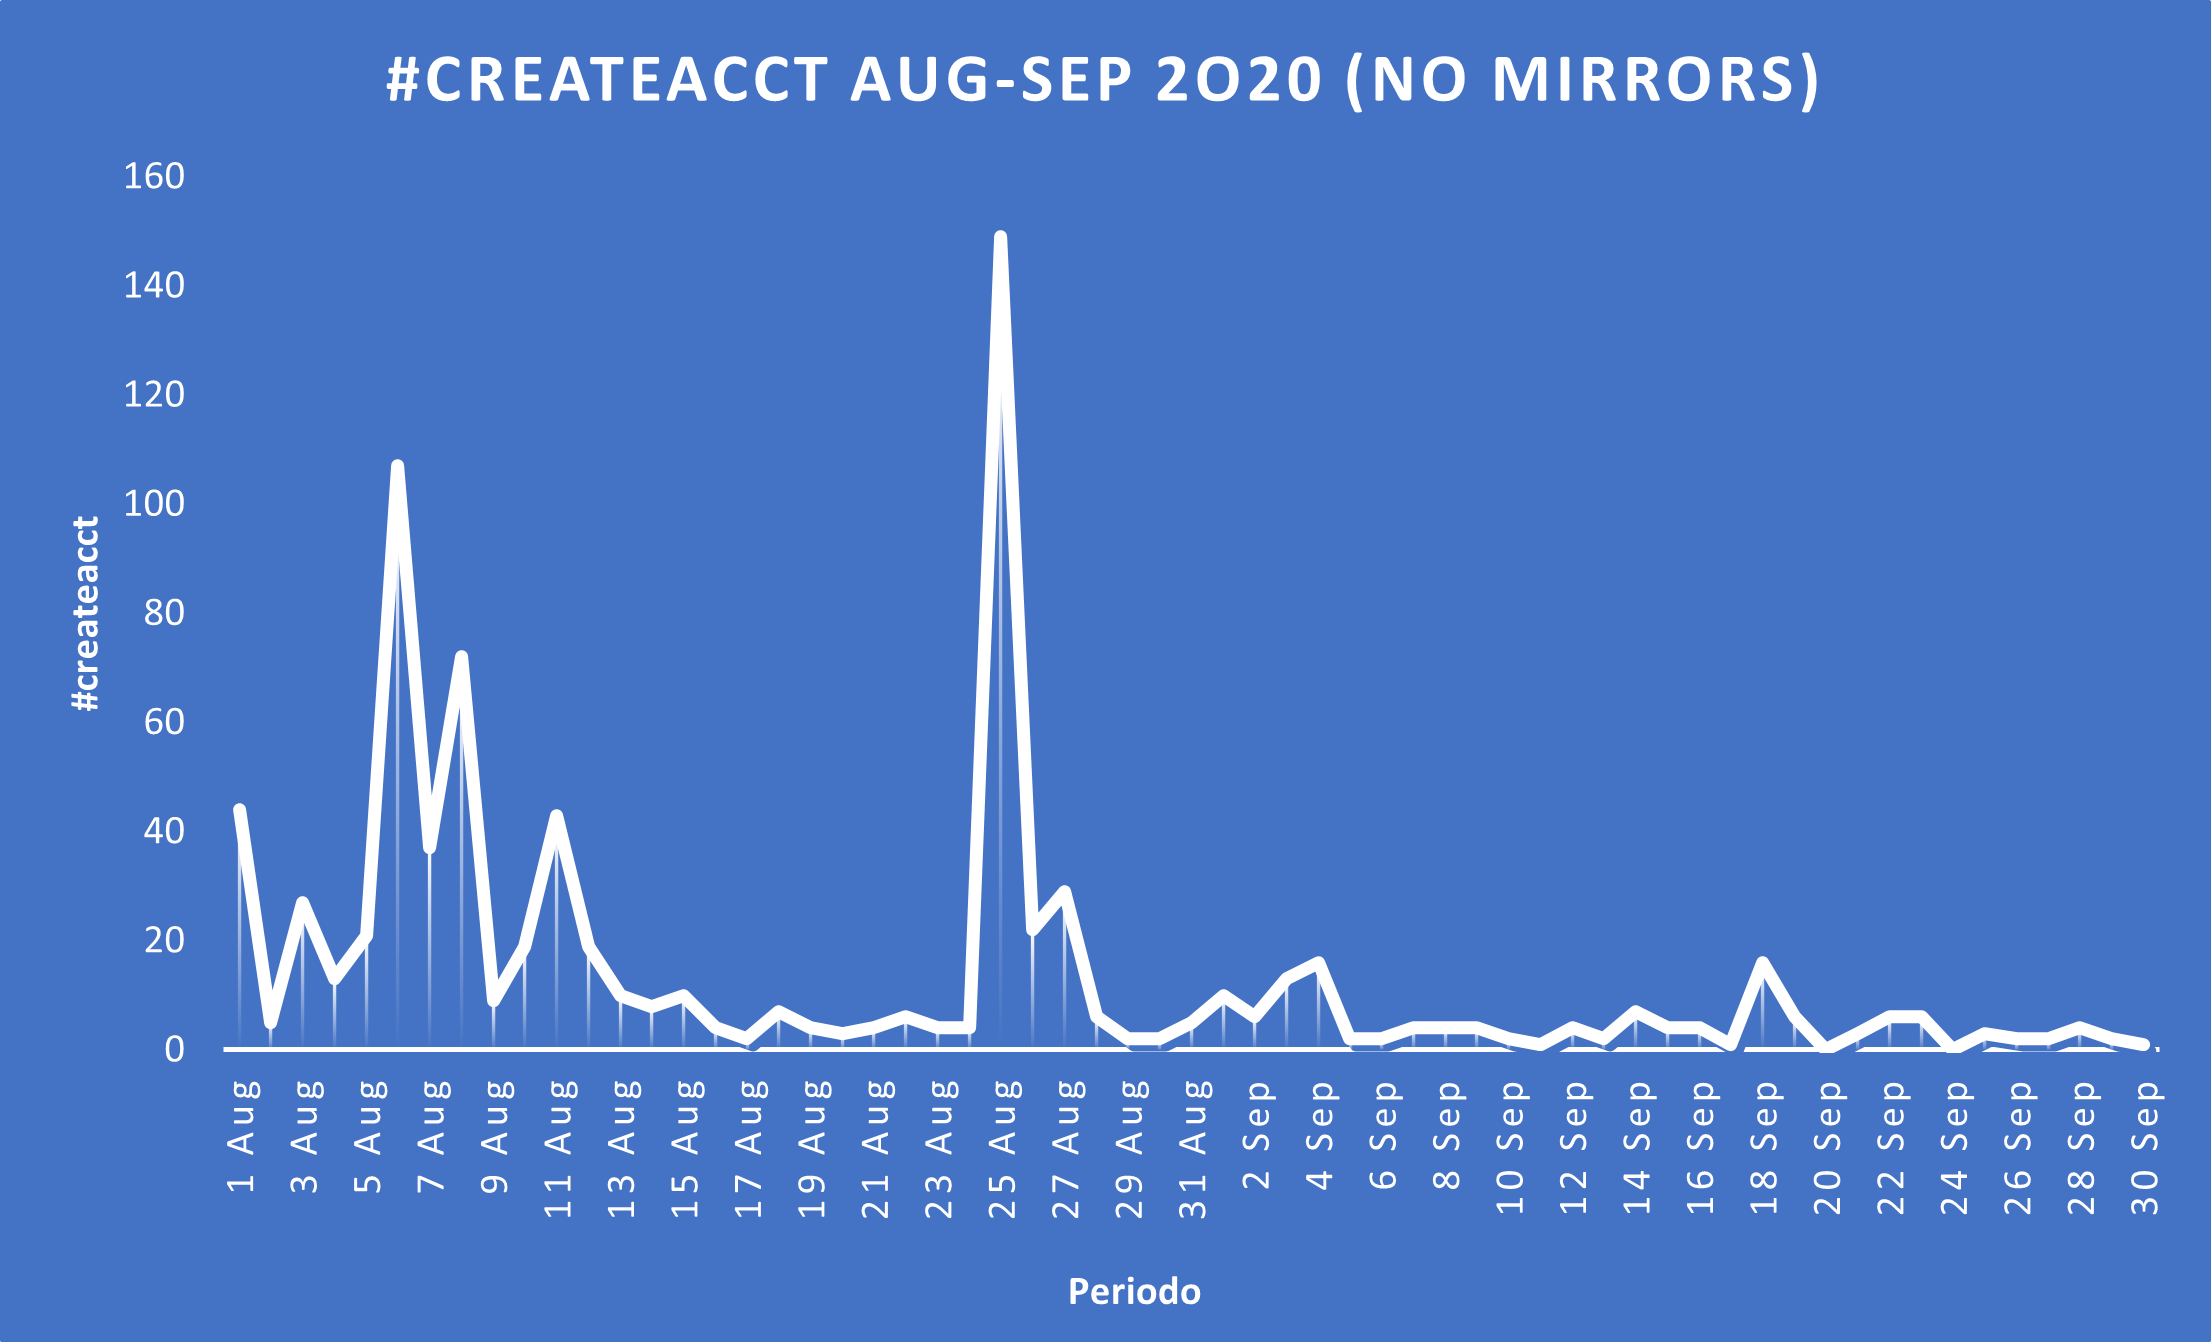 #CREATEACCT AUG-SEP 2O20 (NO MIRRORS)
160
140
120
100
80
60
40
20
0
#createacct
1 Aug
3 Aug
5 Aug
7 Aug
9 Aug
11 Aug
13 Aug
15 Aug
17 Aug
19 Aug
21 Aug
23 Aug
25 Aug
27 Aug
29 Aug
31 Aug
2 Sep
4 Sep
6 Sep
8 Sep
10 Sep
12 Sep
14 Sep
16 Sep
18 Sep
20 Sep
22 Sep
24 Sep
26 Sep
28 Sep
30 Sep
Periodo